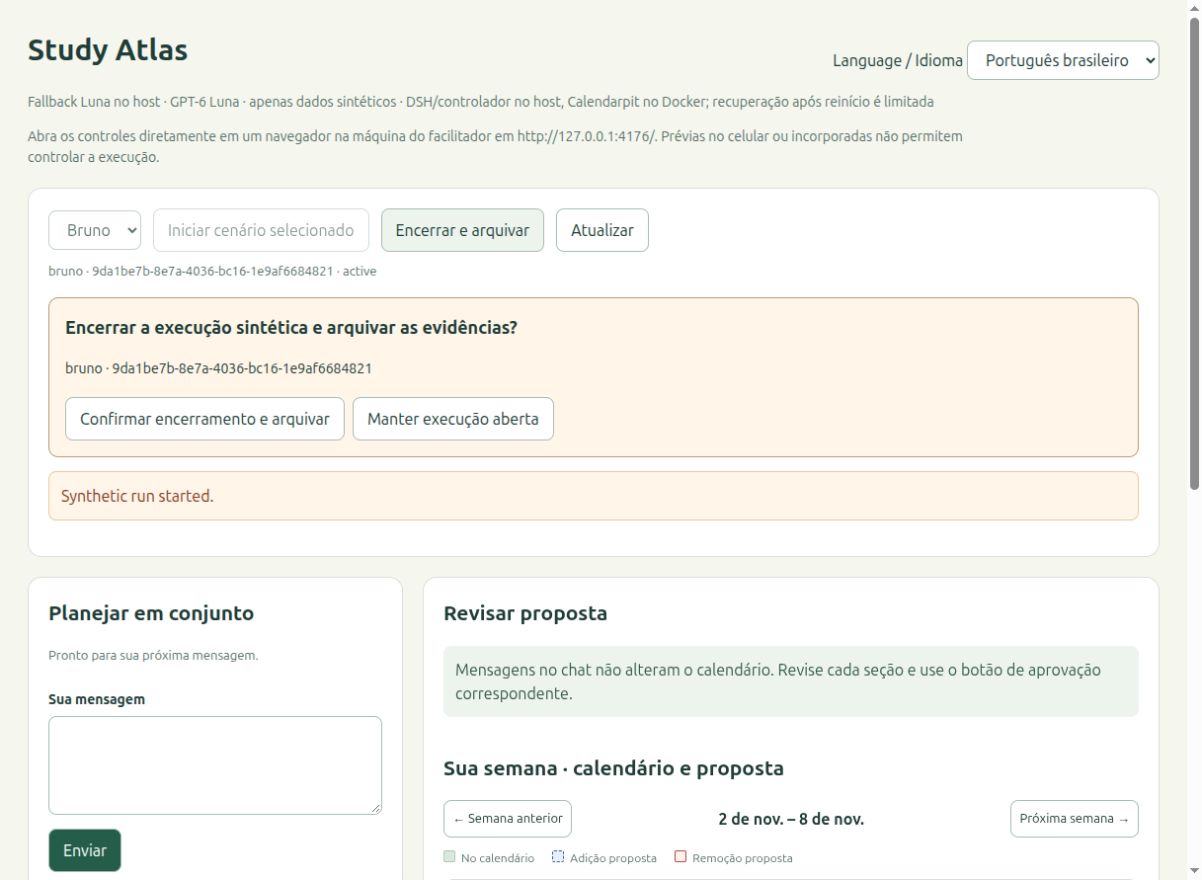 Study Atlas
Language / Idioma
Português brasileiro
Fallback Luna no host · GPT-6 Luna · apenas dados sintéticos · DSH/controlador no host, Calendarpit no Docker; recuperação após reinício é limitada
Abra os controles diretamente em um navegador na máquina do facilitador em http://127.0.0.1:4176/. Prévias no celular ou incorporadas não permitem
controlar a execução.
Bruno
Iniciar cenário selecionado
Encerrar e arquivar
Atualizar
bruno · 9da1be7b-8e7a-4036-bc16-1e9af6684821 · active
Encerrar a execução sintética e arquivar as evidências?
bruno · 9da1be7b-8e7a-4036-bc16-1e9af6684821
Confirmar encerramento e arquivar
Manter execução aberta
Synthetic run started.
Planejar em conjunto
Pronto para sua próxima mensagem.
Sua mensagem
Enviar
Revisar proposta
Mensagens no chat não alteram o calendário. Revise cada seção e use o botão de aprovação
correspondente.
Sua semana · calendário e proposta
← Semana anterior
2 de nov. – 8 de nov.
Próxima semana →
No calendário
Adição proposta
Remoção proposta